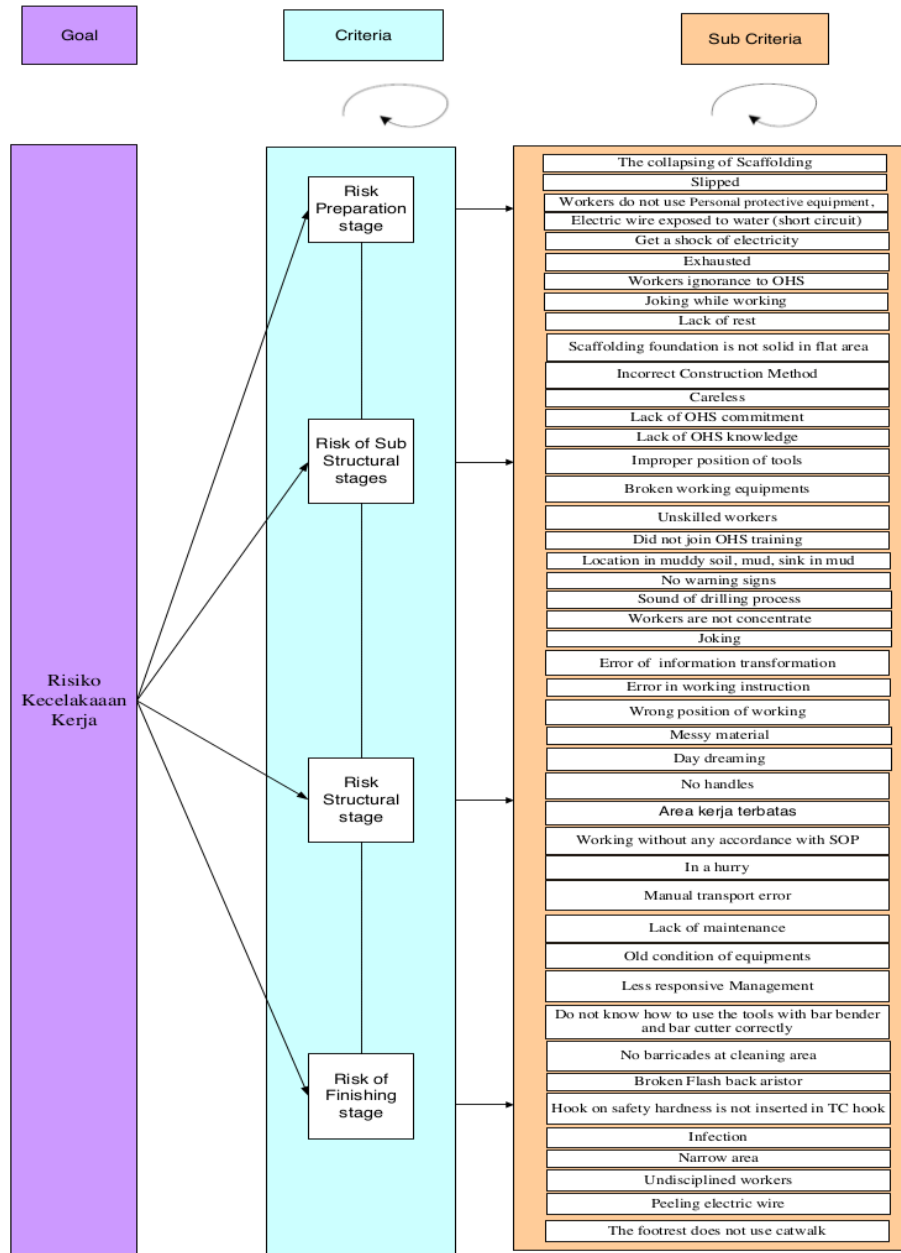 Goal
Criteria
Sub Criteria
Risiko
Kecelakaaan
Kerja
Risk
Preparation
stage
Risk of Sub
Structural
stages
Risk
Structural
stage
Risk of
Finishing
stage
The collapsing of Scaffolding
Slipped
Workers do not use Personal protective equipment,
Electric wire exposed to water (short circuit)
Get a shock of electricity
Exhausted
Workers ignorance to OHS
Joking while working
Lack of rest
Scaffolding foundation is not solid in flat area
Incorrect Construction Method
Careless
Lack of OHS commitment
Lack of OHS knowledge
Improper position of tools
Broken working equipments
Unskilled workers
Did not join OHS training
Location in muddy soil, mud, sink in mud
No warning signs
Sound of drilling process
Workers are not concentrate
Joking
Error of information transformation
Error in working instruction
Wrong position of working
Messy material
Day dreaming
No handles
Area kerja terbatas
Working without any accordance with SOP
In a hurry
Manual transport error
Lack of maintenance
Old condition of equipments
Less responsive Management
Do not know how to use the tools with bar bender
and bar cutter correctly
No barricades at cleaning area
Broken Flash back aristor
Hook on safety hardness is not inserted in TC hook
Infection
Narrow area
Undisciplined workers
Peeling electric wire
The footrest does not use catwalk